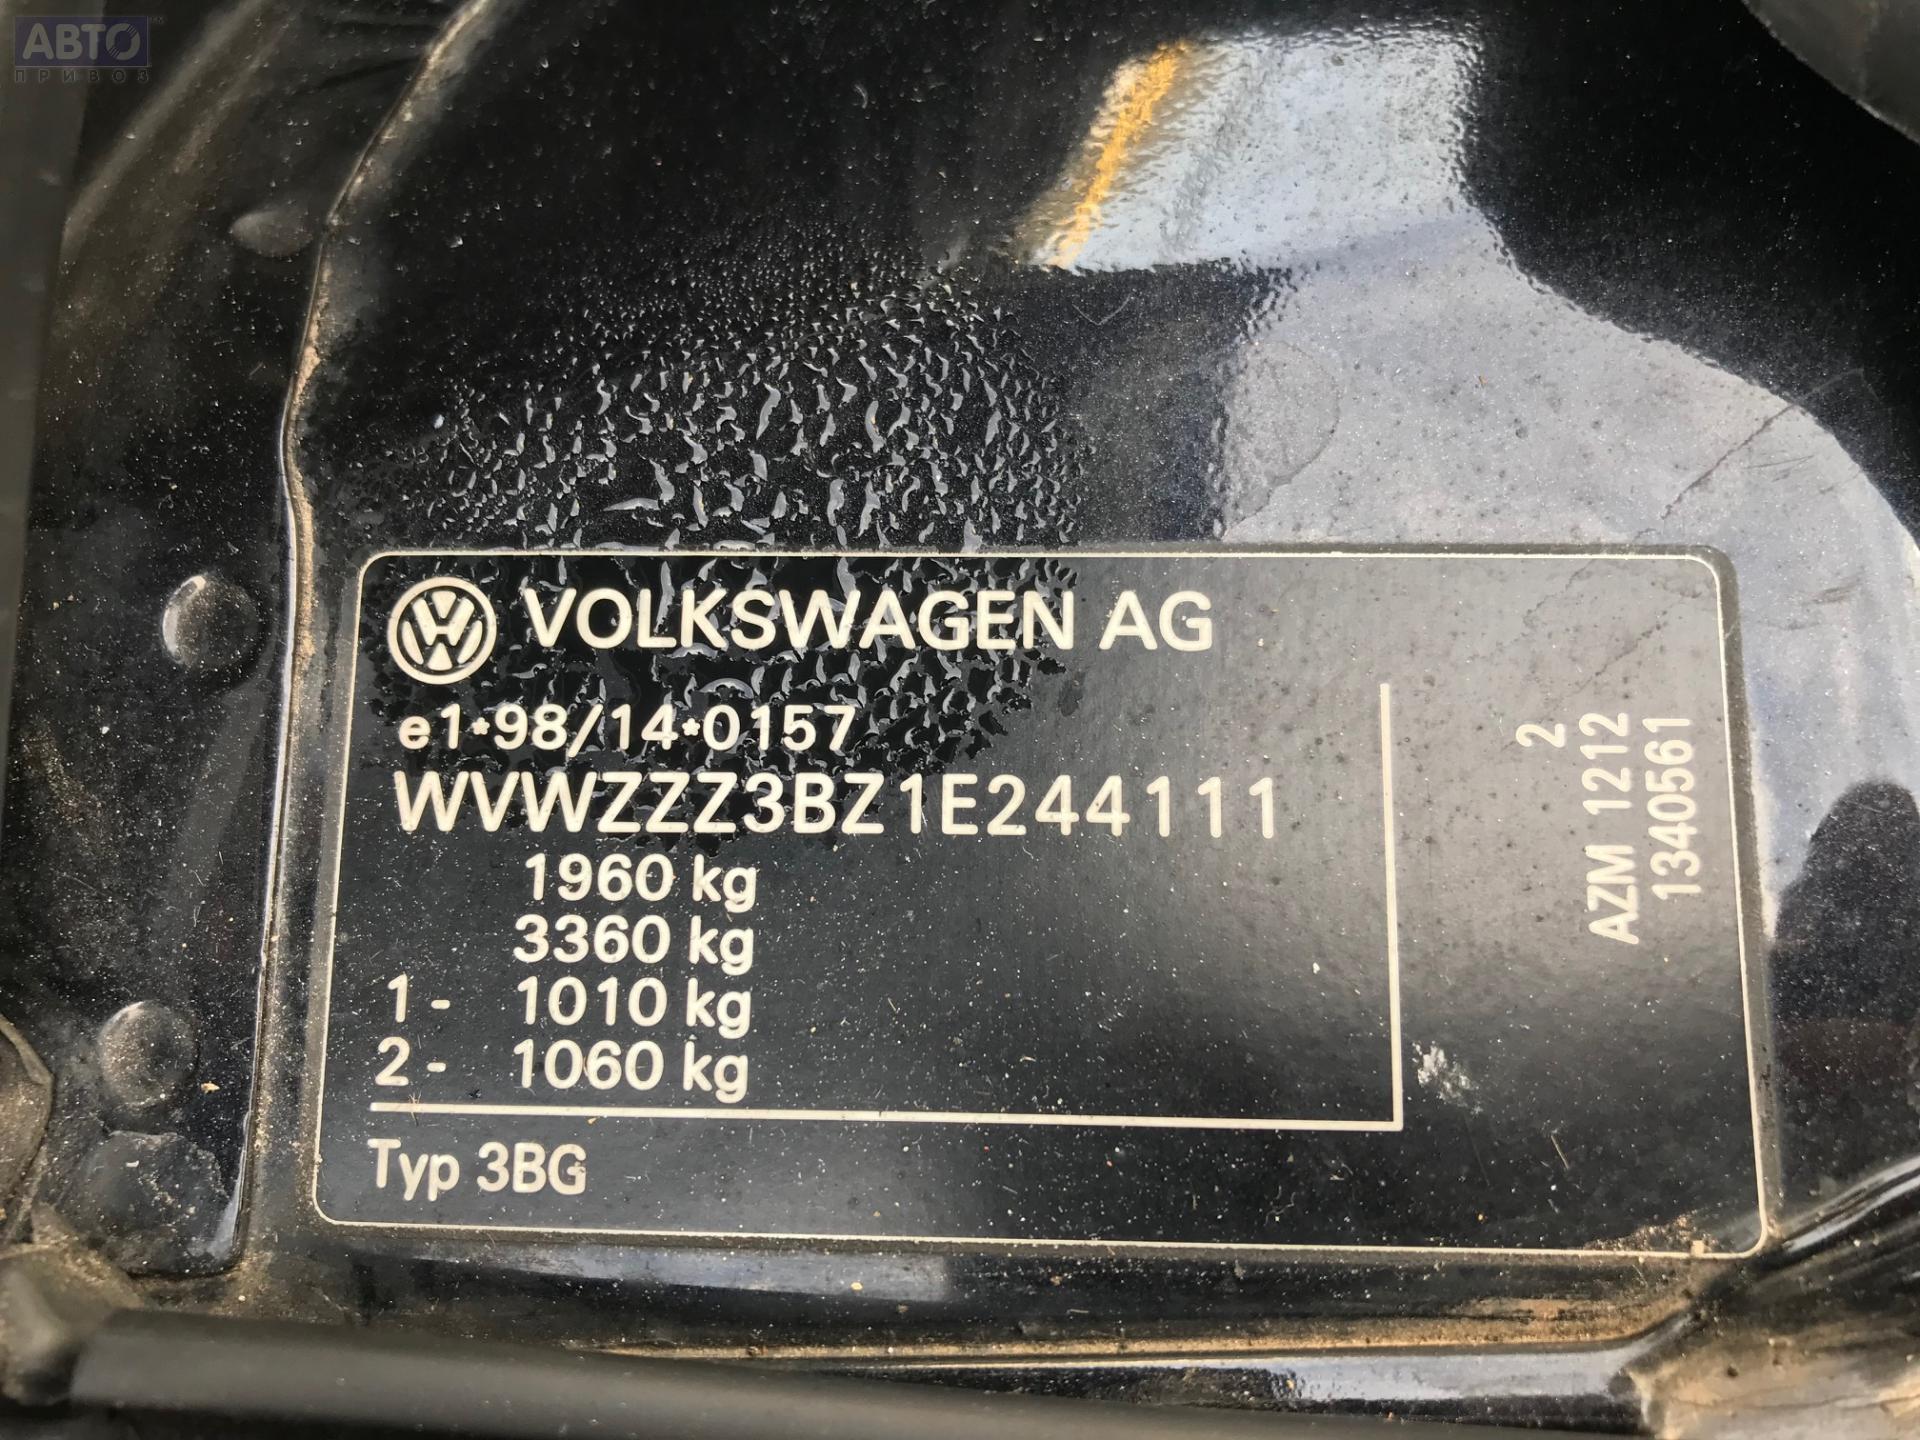 АВТО
ПРИВОЗ
VOLKSWAGEN AG
e1*98/14*0157
WVWZZZ3BZ1E244111
1960 kg
3360 kg
1- 1010 kg
2- 1060 kg
Typ 3BG
2
AZM 1212
1340561